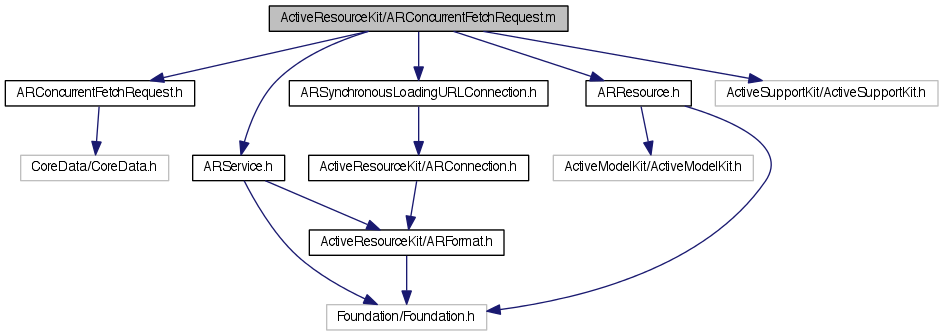 ActiveResourceKit/ARConcurrentFetchRequest.m
ARConcurrentFetchRequest.h
ARSynchronousLoadingURLConnection.h
ARResource.h
ActiveSupportKit/ActiveSupportKit.h
CoreData/CoreData.h
ARService.h
ActiveResourceKit/ARConnection.h
ActiveModelKit/ActiveModelKit.h
ActiveResourceKit/ARFormat.h
Foundation/Foundation.h